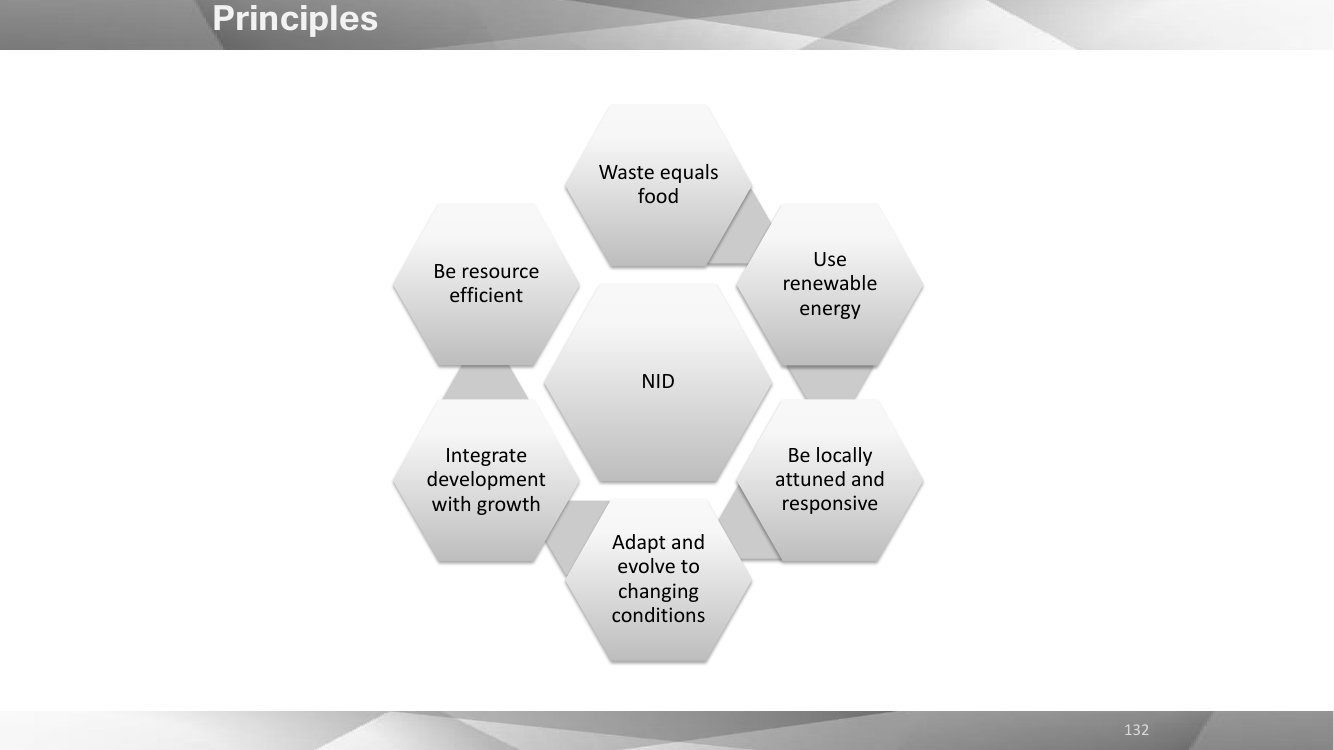 Principles
Waste equals
food
Use
renewable
energy
Be locally
attuned and
responsive
Adapt and
evolve to
changing
conditions
Integrate
development
with growth
Be resource
efficient
NID
132